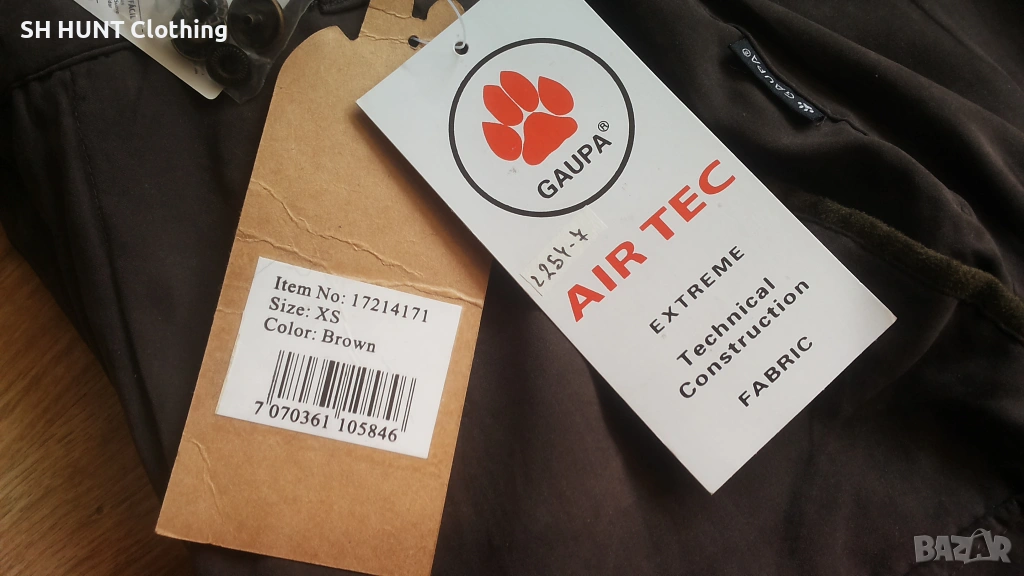 SH HUNT Clothing
GAUPA®
AIR TEC
EXTREME
Technical
Construction
FABRIC
2254-7
GAUPA®
Item No: 17214171
Size: XS
Color: Brown
7 070361 105846
BAZAR